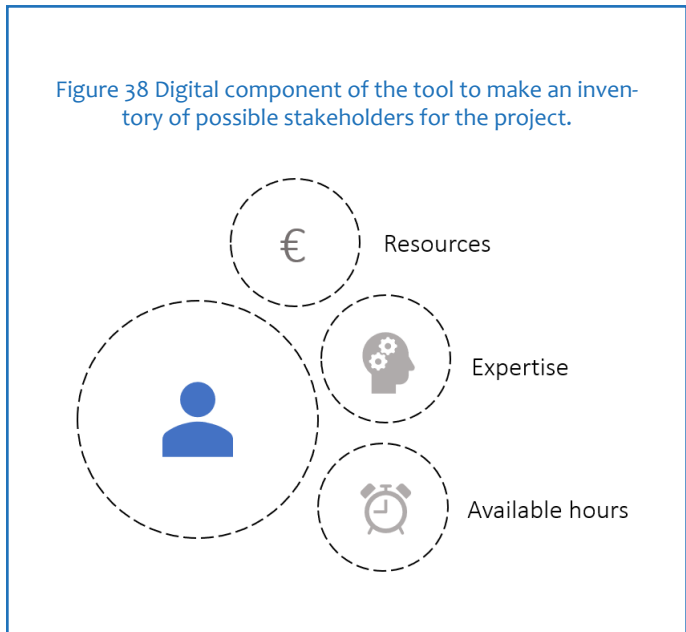 Figure 38 Digital component of the tool to make an inven-
tory of possible stakeholders for the project.
€
Resources
Expertise
Available hours